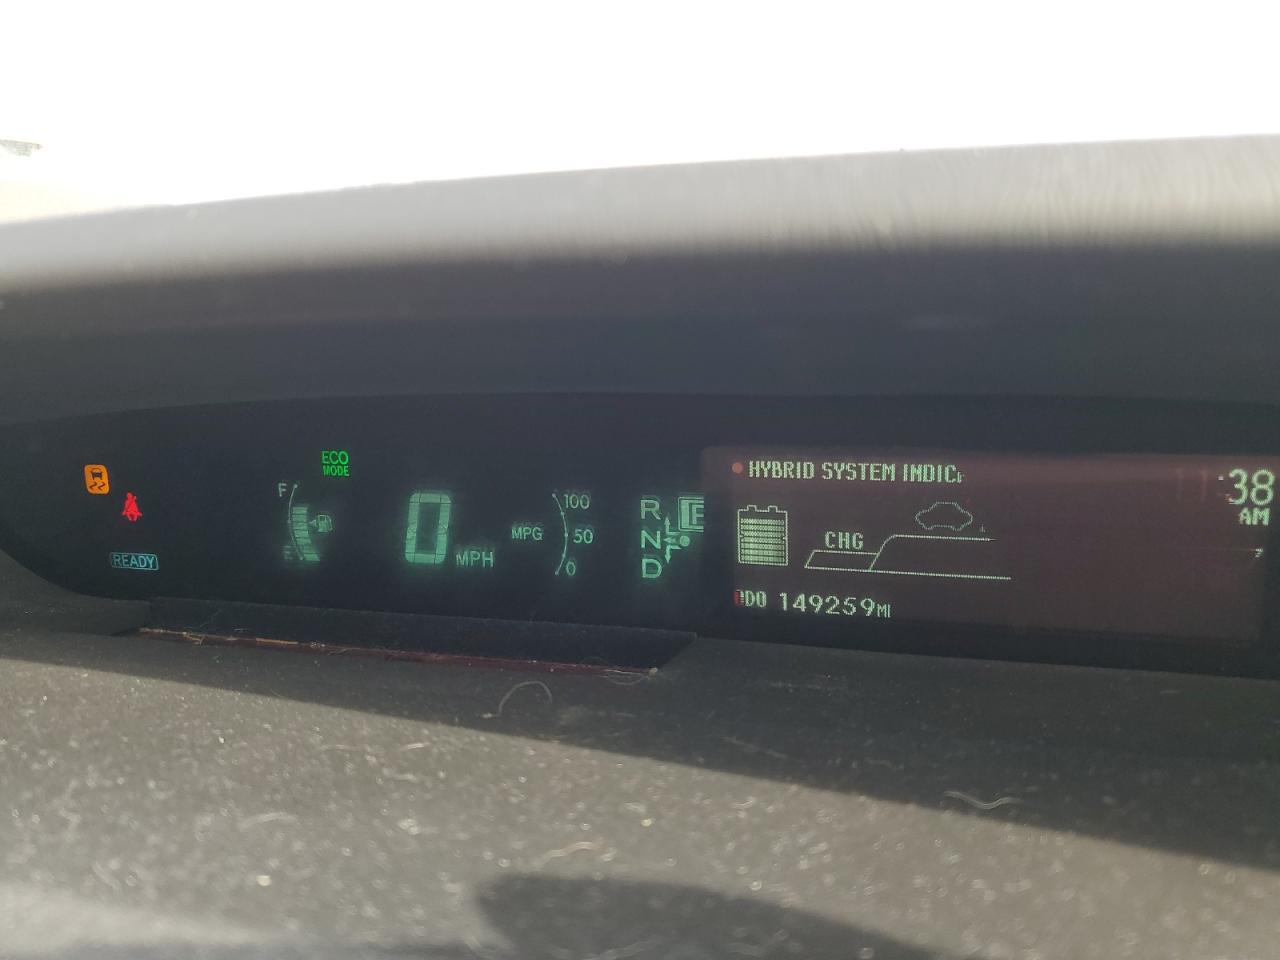 ECO
MODE
READY
F
E
0
MPH
MPG
100
50
0
R
N
D
HYBRID SYSTEM INDIC
CHG
38
AM
ODO 149259MI